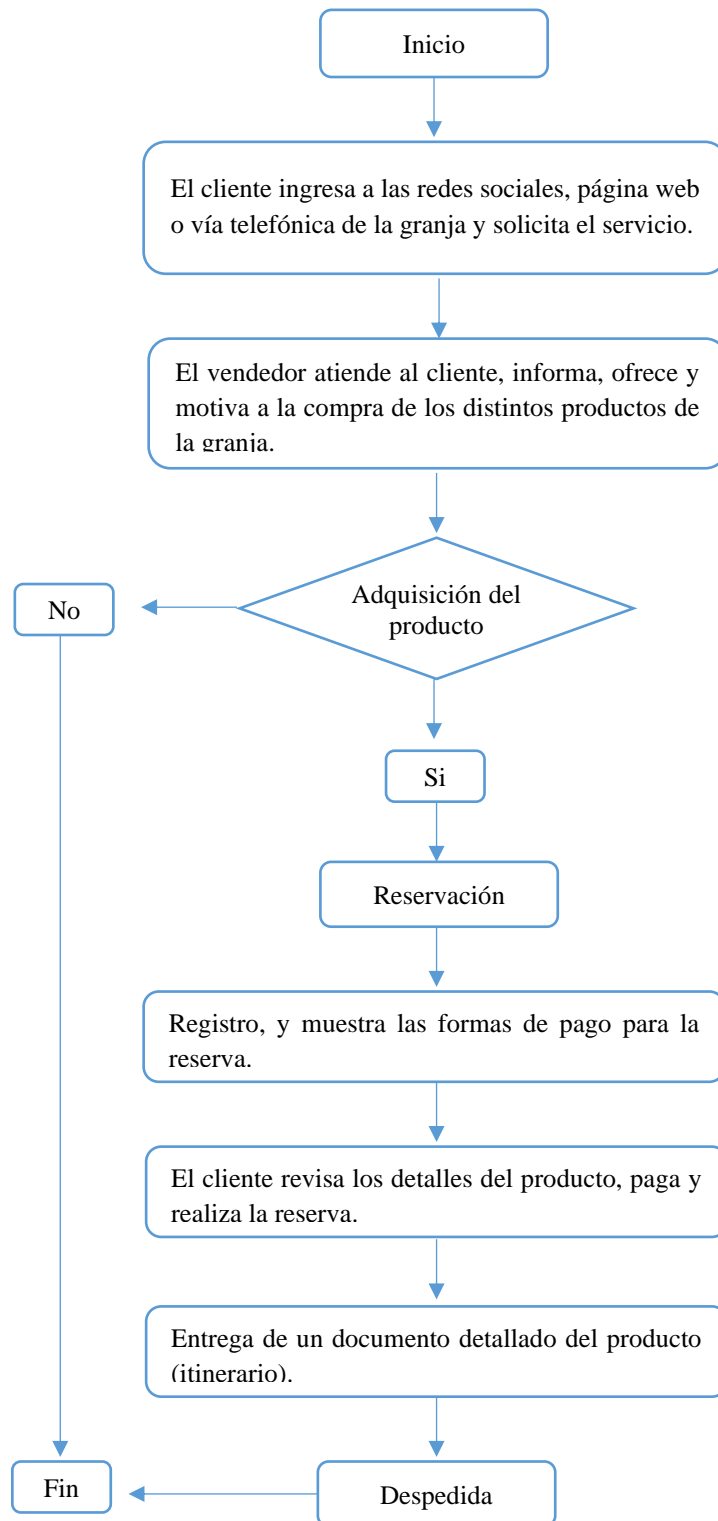 Inicio
El cliente ingresa a las redes sociales, página web
o vía telefónica de la granja y solicita el servicio.
El vendedor atiende al cliente, informa, ofrece y
motiva a la compra de los distintos productos de
la granja.
Adquisición del
producto
No
Si
Reservación
Registro, y muestra las formas de pago para la
reserva.
El cliente revisa los detalles del producto, paga y
realiza la reserva.
Entrega de un documento detallado del producto
(itinerario).
Fin
Despedida